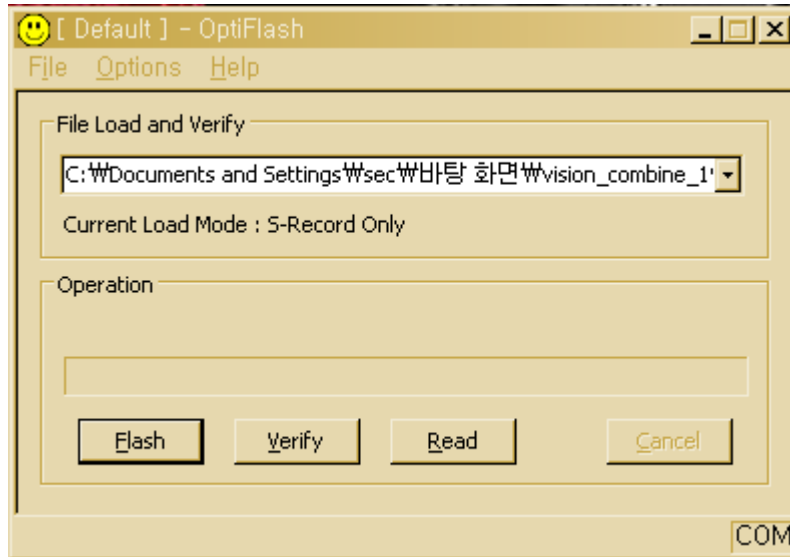 [ Default ] - OptiFlash
File Options Help
File Load and Verify
C:₩Documents and Settings₩sec₩바탕 화면₩vision_combine_1
Current Load Mode : S-Record Only
Operation
Flash Verify Read Cancel
COM